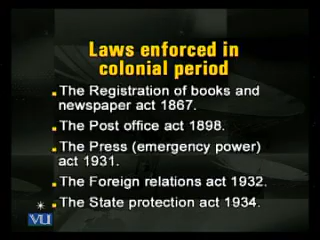 Laws enforced in
colonial period
The Registration of books and
newspaper act 1867.
The Post office act 1898.
The Press (emergency power)
act 1931.
The Foreign relations act 1932.
The State protection act 1934.
VU